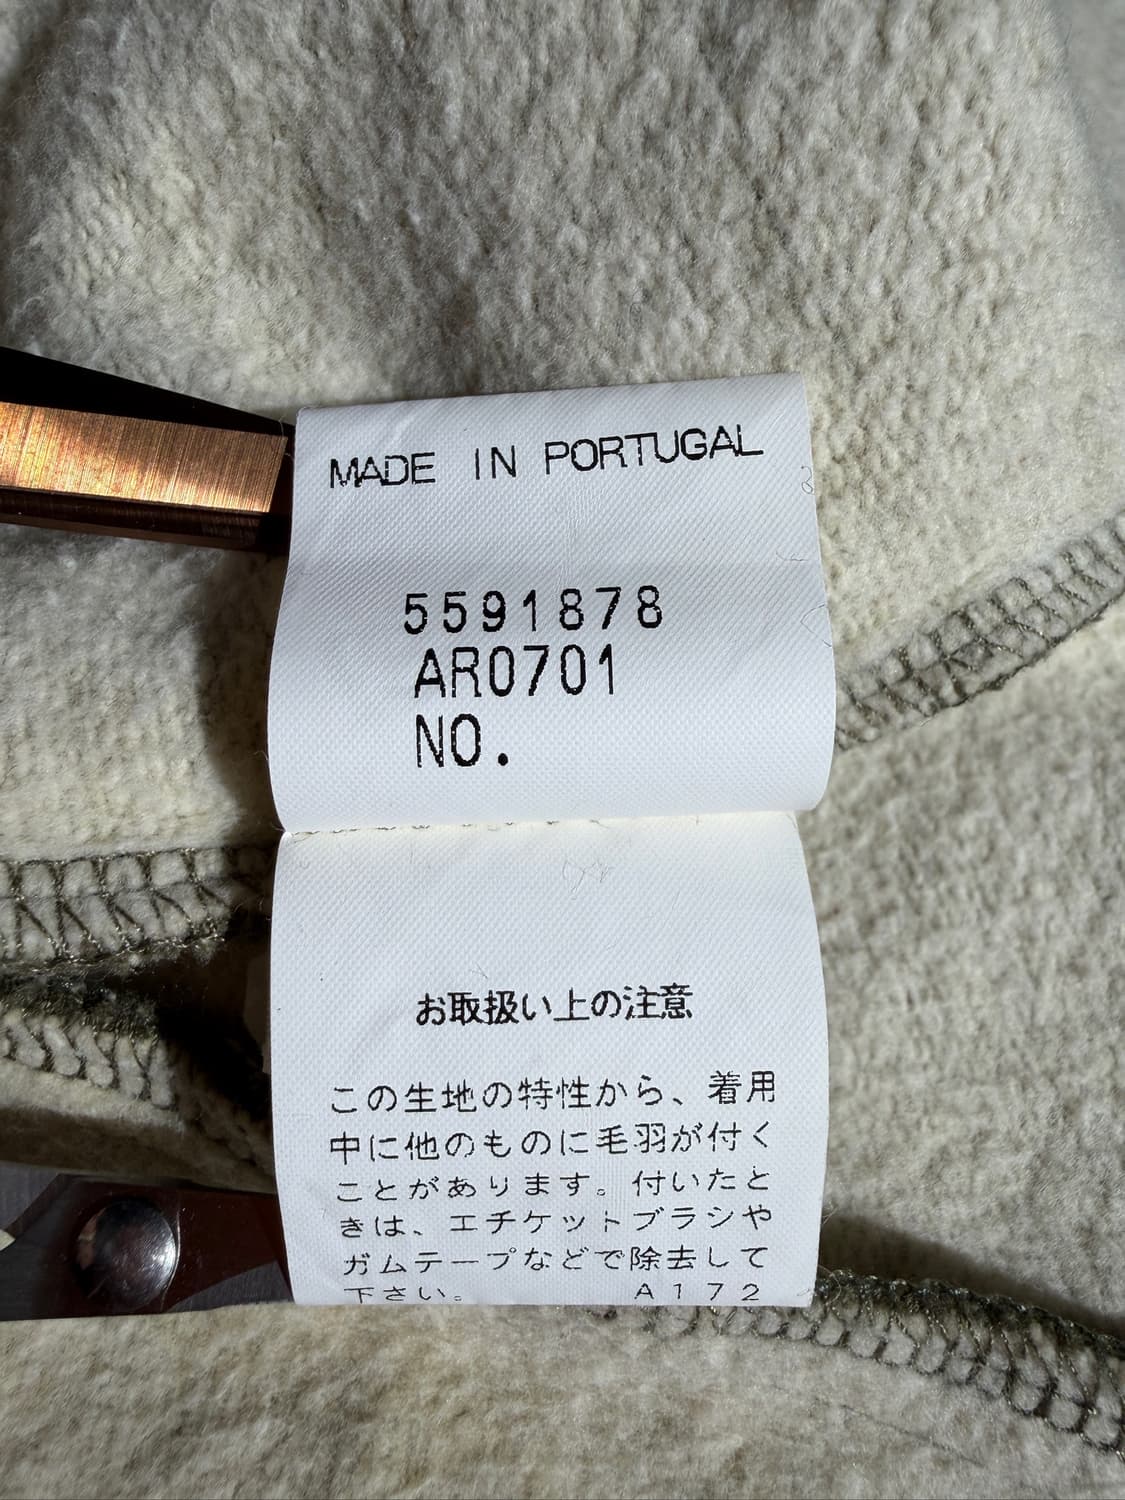 MADE IN PORTUGAL
5591878
AR0701
NO.
お取扱い上の注意
この生地の特性から、着用
中に他のものに毛羽が付く
ことがあります。付いたと
きは、エチケットブラシや
ガムテープなどで除去して
下さい。 A172